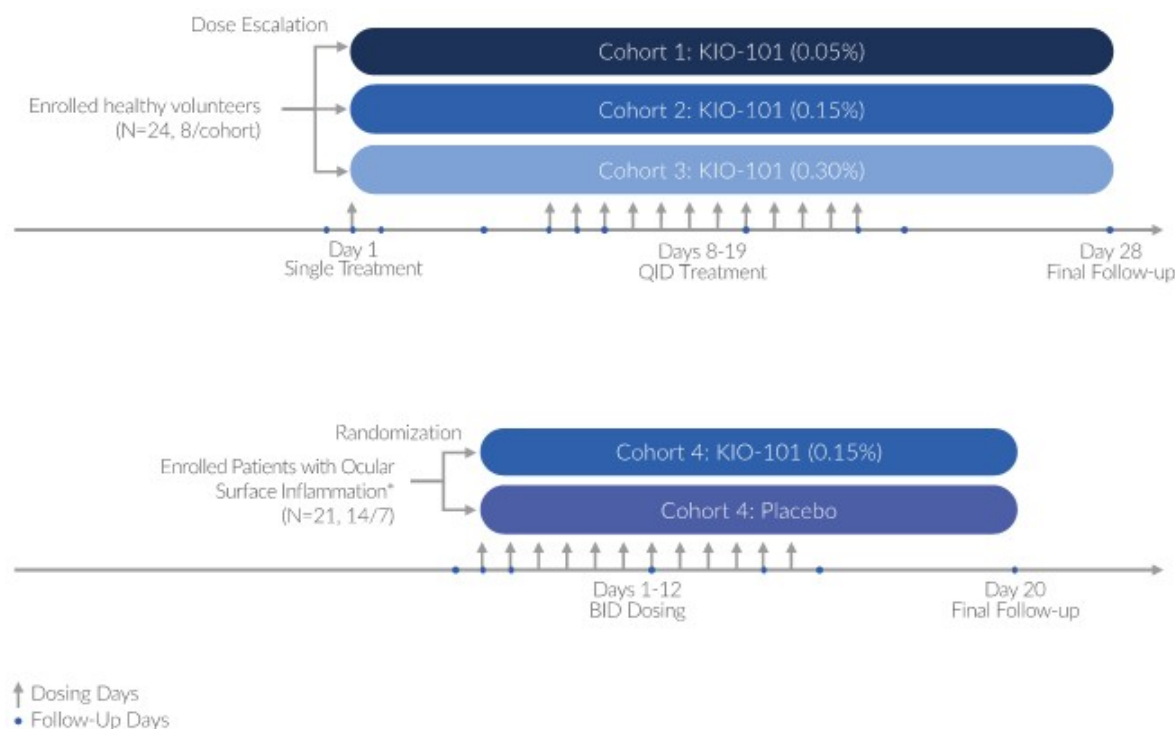 Dose Escalation
Cohort 1: KIO-101 (0.05%)
Enrolled healthy volunteers
(N=24, 8/cohort)
Cohort 2: KIO-101 (0.15%)
Cohort 3: KIO-101 (0.30%)
Day 1
Single Treatment
Days 8-19
QID Treatment
Day 28
Final Follow-up
Randomization
Cohort 4: KIO-101 (0.15%)
Enrolled Patients with Ocular
Surface Inflammation*
(N=21, 14/7)
Cohort 4: Placebo
Days 1-12
BID Dosing
Day 20
Final Follow-up
Dosing Days
Follow-Up Days